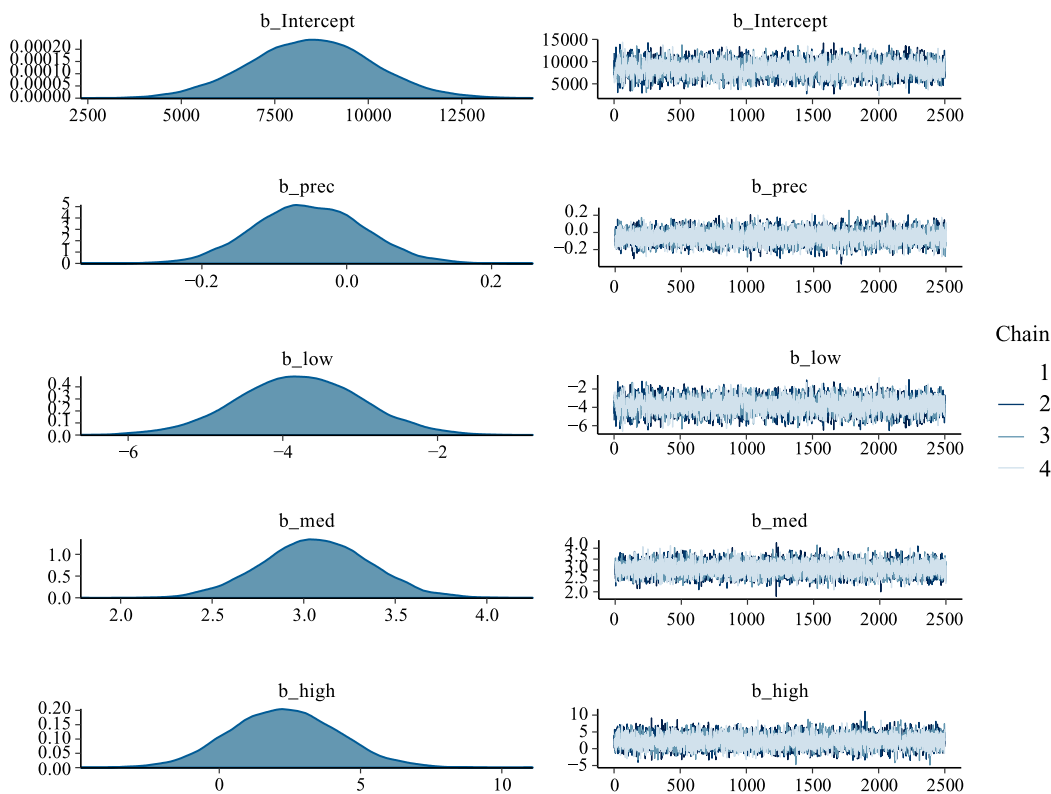 b_Intercept
0.00020
0.00015
0.00010
0.00005
0.00000
2500 5000 7500 10000 12500
b_Intercept
15000
10000
5000
0 500 1000 1500 2000 2500
b_prec
5
4
3
2
1
0
−0.2 0.0 0.2
b_prec
0.2
0.0
−0.2
0 500 1000 1500 2000 2500
b_low
0.4
0.3
0.2
0.1
0.0
−6 −4 −2
b_low
−2
−4
−6
0 500 1000 1500 2000 2500
b_med
1.0
0.5
0.0
2.0 2.5 3.0 3.5 4.0
b_med
4.0
3.5
3.0
2.5
2.0
0 500 1000 1500 2000 2500
b_high
0.20
0.15
0.10
0.05
0.00
0 5 10
b_high
10
5
0
−5
0 500 1000 1500 2000 2500
Chain
1
2
3
4